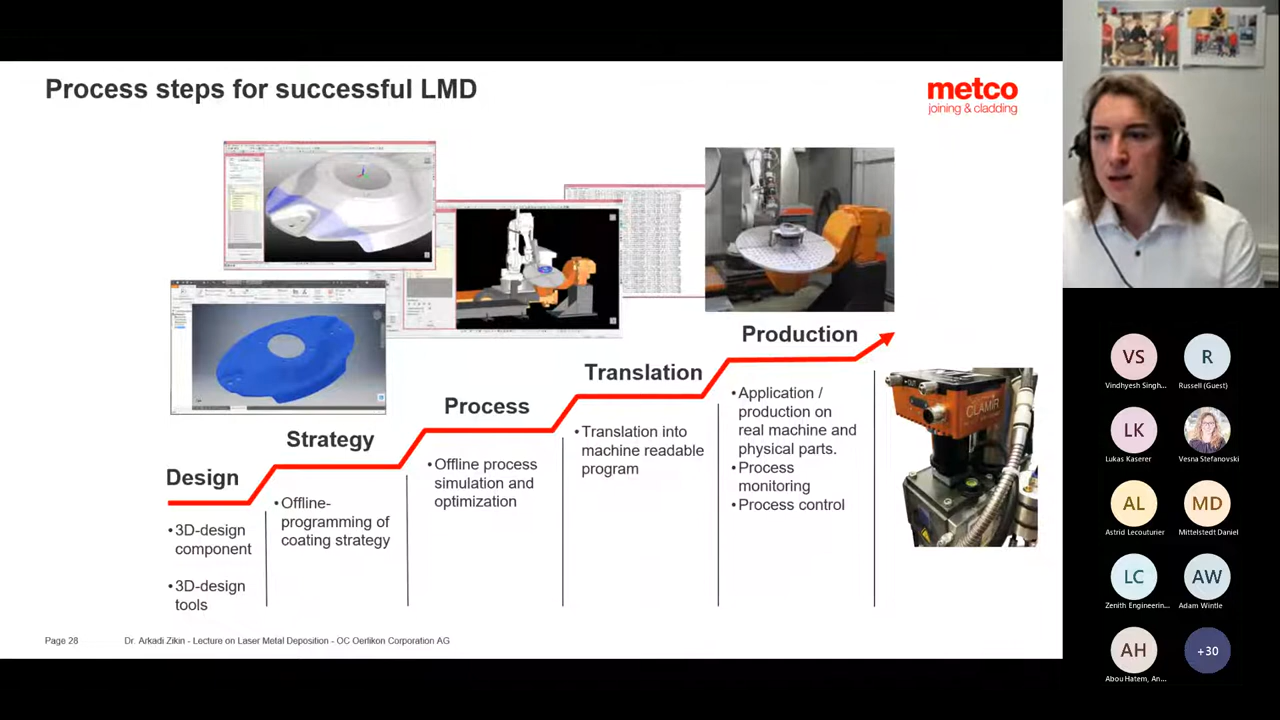 Process steps for successful LMD
metco
joining & cladding
Production
Translation
Process
Strategy
Design
•3D-design
component
•3D-design
tools
•Offline-
programming of
coating strategy
•Offline process
simulation and
optimization
•Translation into
machine readable
program
•Application /
production on
real machine and
physical parts.
•Process
monitoring
•Process control
CLAMIR
Page 28
Dr. Arkadi Zikin - Lecture on Laser Metal Deposition - OC Oerlikon Corporation AG
VS
Vindhyesh Singh...
R
Russell (Guest)
LK
Lukas Kaserer
Vesna Stefanovski
AL
Astrid Lecouturier
MD
Mittelstedt Daniel
LC
Zenith Engineerin...
AW
Adam Wintle
AH
Abou Hatem, An...
+30